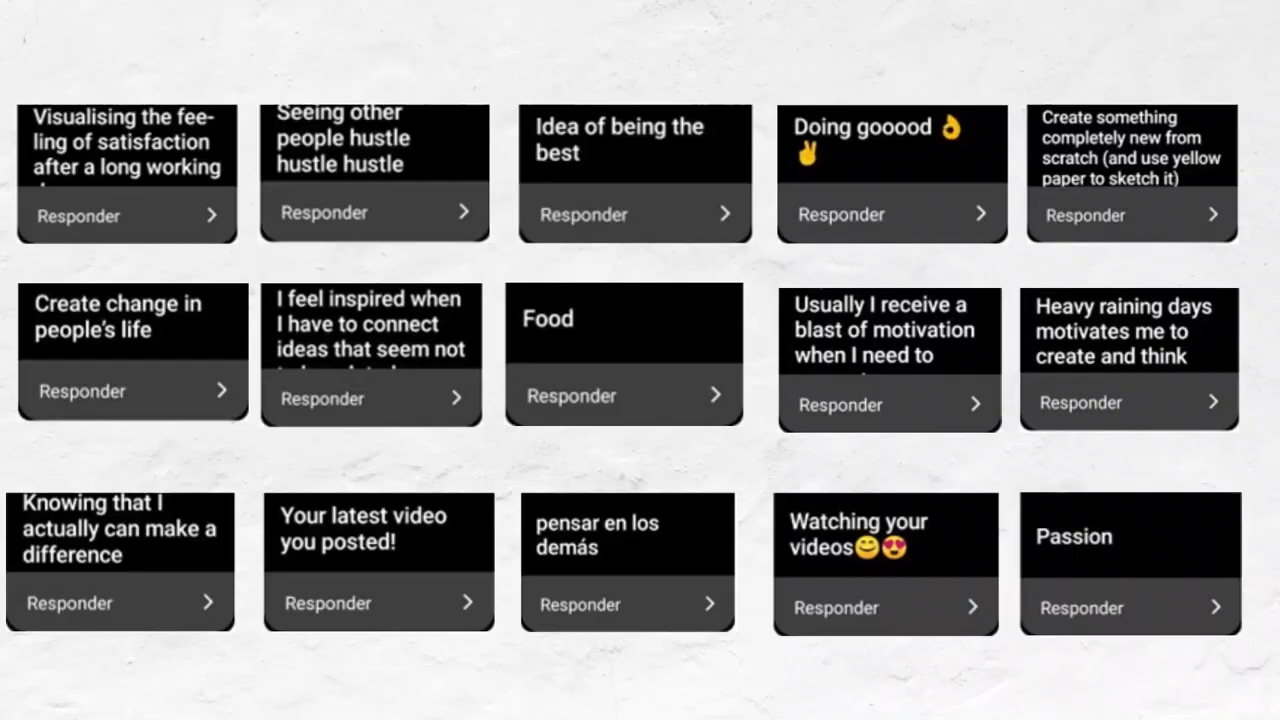 Visualising the fee-
ling of satisfaction
after a long working
Responder
Seeing other
people hustle
hustle hustle
Responder
Idea of being the
best
Responder
Doing gooood 👌
✌
Responder
Create something
completely new from
scratch (and use yellow
paper to sketch it)
Responder
Create change in
people's life
Responder
I feel inspired when
I have to connect
ideas that seem not
Responder
Food
Responder
Usually I receive a
blast of motivation
when I need to
Responder
Heavy raining days
motivates me to
create and think
Responder
Knowing that I
actually can make a
difference
Responder
Your latest video
you posted!
Responder
pensar en los
demás
Responder
Watching your
videos😊😍
Responder
Passion
Responder